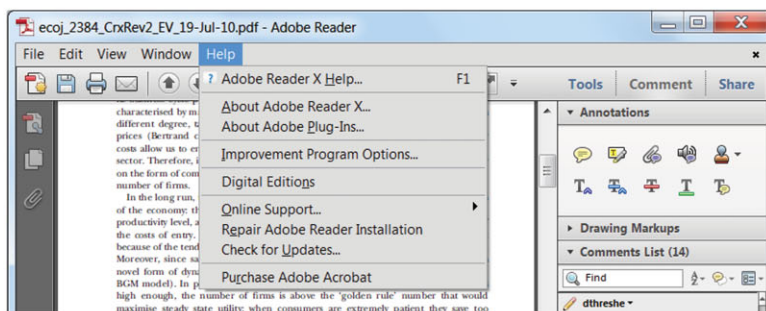 ecoj_2384_CrxRev2_EV_19-Jul-10.pdf - Adobe Reader
File Edit View Window Help
Tools Comment Share
? Adobe Reader X Help... F1
About Adobe Reader X...
About Adobe Plug-Ins...
Improvement Program Options...
Digital Editions
Online Support...
Repair Adobe Reader Installation
Check for Updates...
Purchase Adobe Acrobat
characterised by m
different degree, t
prices (Bertrand c
costs allow us to er
sector. Therefore, i
on the form of com
number of firms.
In the long run,
of the economy: th
productivity level, a
the costs of entry.
because of the tend
Moreover, since sa
novel form of dyna
BGM model). In p
high enough, the number of firms is above the 'golden rule' number that would
maximise steady state utility: when consumers are extremely patient they save too
Annotations
Drawing Markups
Comments List (14)
Find
dthreshe